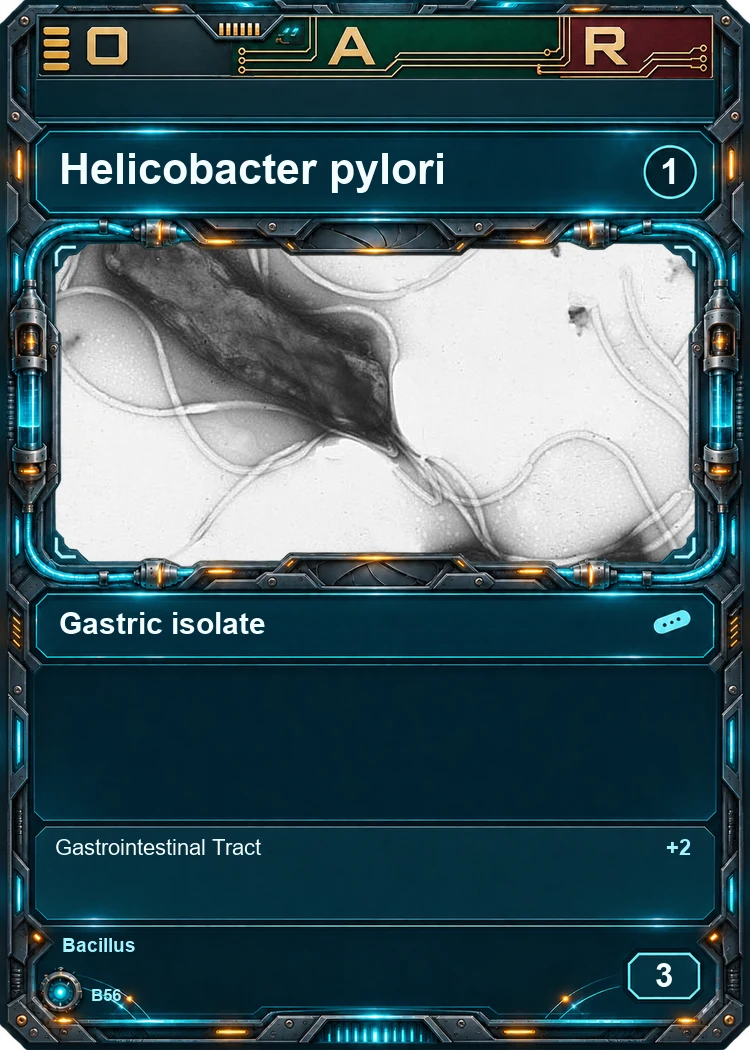 O A R
Helicobacter pylori 1
Gastric isolate
Gastrointestinal Tract +2
Bacillus
B56 3